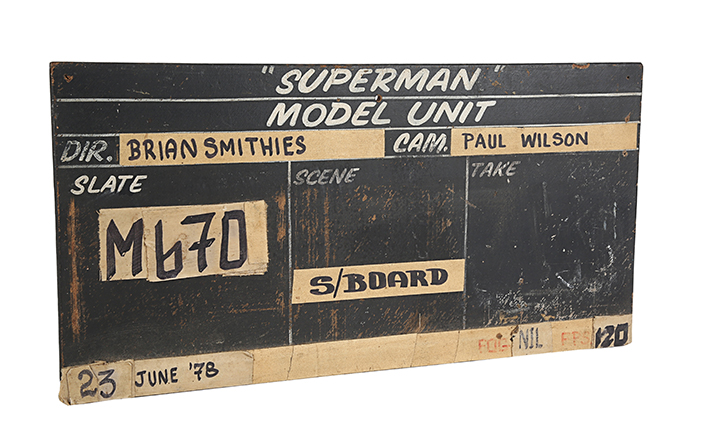 "SUPERMAN"
MODEL UNIT
DIR. BRIAN SMITHIES CAM. PAUL WILSON
SLATE SCENE TAKE
M670
S/BOARD
FOG NIL FPS 120
23 JUNE '78